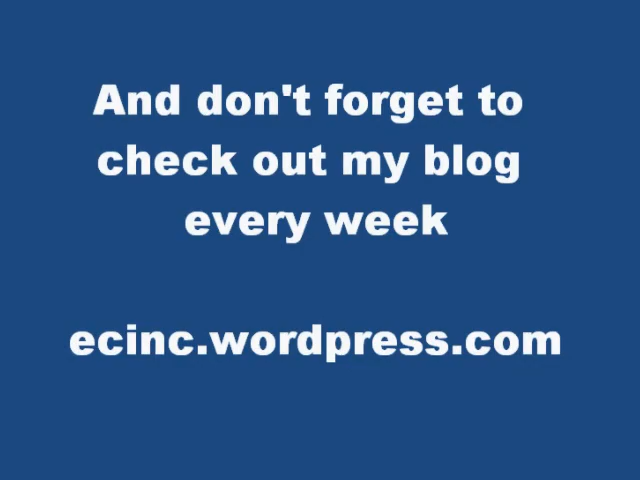 And don't forget to
check out my blog
every week
ecinc.wordpress.com